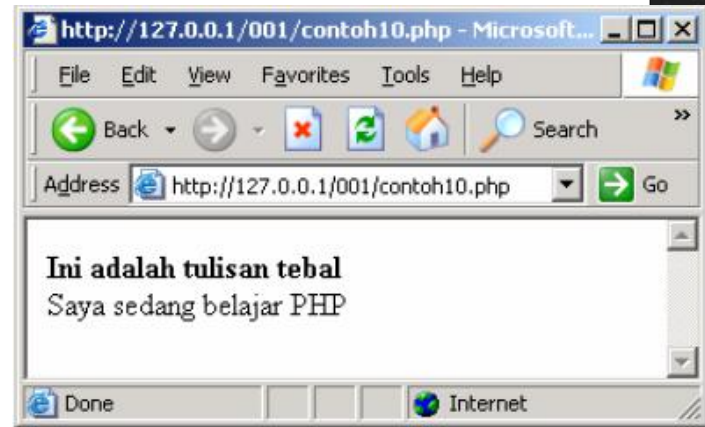 http://127.0.0.1/001/contoh10.php - Microsoft...
File Edit View Favorites Tools Help
Back Search »
Address http://127.0.0.1/001/contoh10.php Go
Ini adalah tulisan tebal
Saya sedang belajar PHP
Done Internet